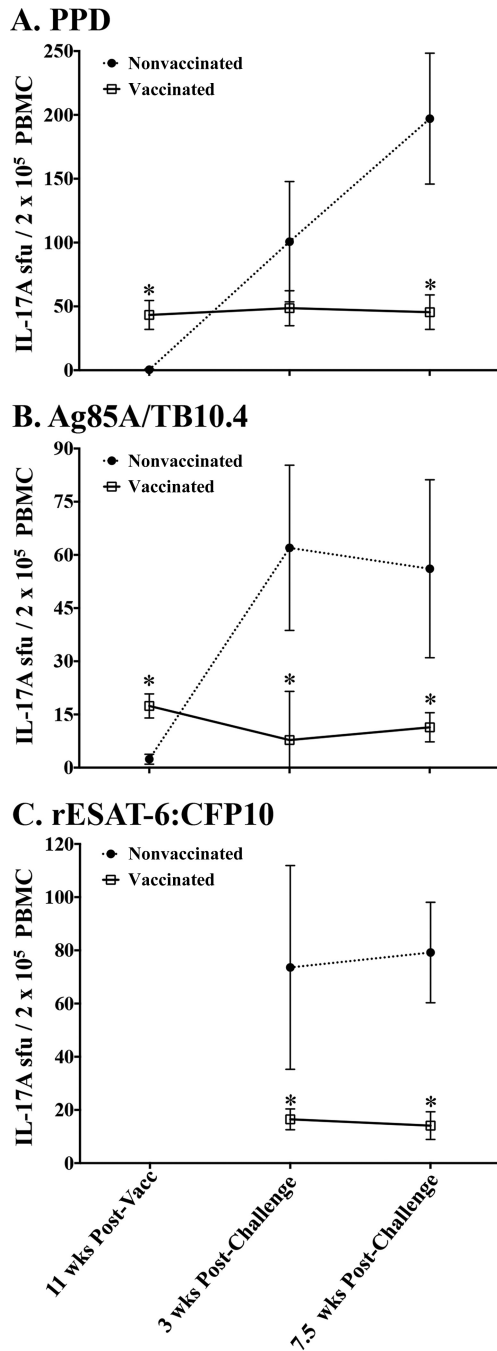 A. PPD
250
200
150
100
50
0
IL-17A sfu / 2 x 10⁵ PBMC
Nonvaccinated
Vaccinated
*
*
B. Ag85A/TB10.4
90
75
60
45
30
15
0
IL-17A sfu / 2 x 10⁵ PBMC
Nonvaccinated
Vaccinated
*
*
*
C. rESAT-6:CFP10
120
100
80
60
40
20
0
IL-17A sfu / 2 x 10⁵ PBMC
Nonvaccinated
Vaccinated
*
*
11 wks Post-Vacc
3 wks Post-Challenge
7.5 wks Post-Challenge